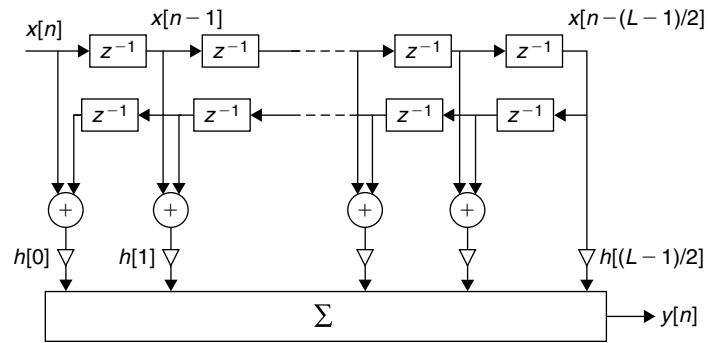 x[n] x[n−1] x[n−(L−1)/2]
z⁻¹ z⁻¹ z⁻¹ z⁻¹
z⁻¹ z⁻¹ z⁻¹ z⁻¹
+ + + +
h[0] h[1] h[(L−1)/2]
Σ y[n]